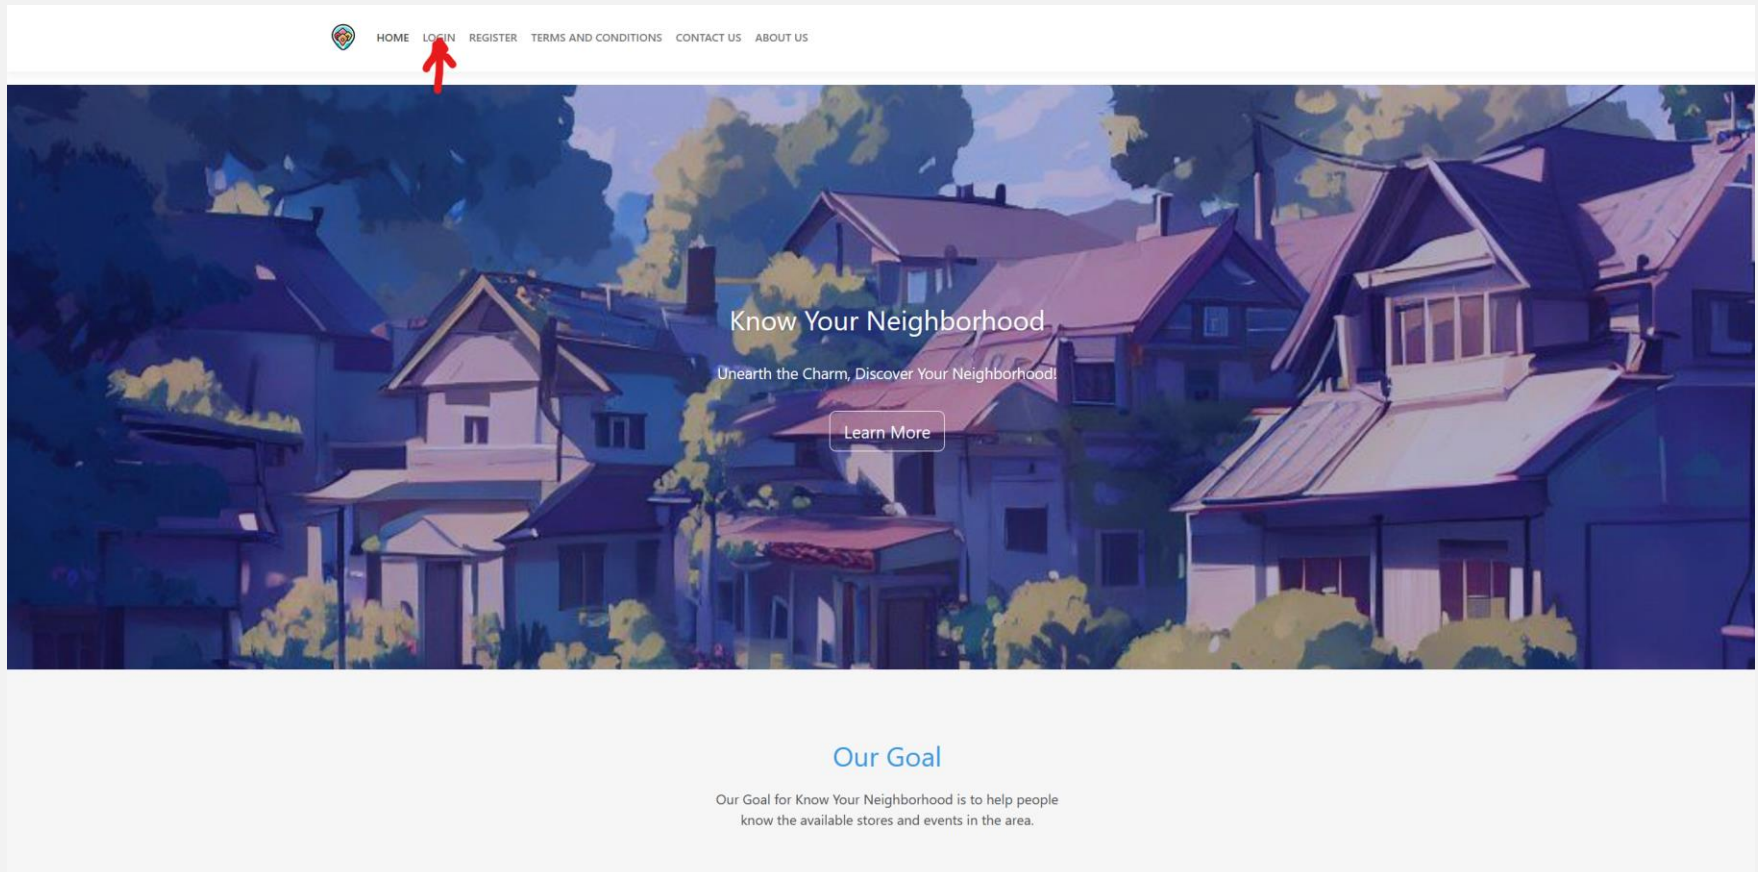 HOME LOGIN REGISTER TERMS AND CONDITIONS CONTACT US ABOUT US
Know Your Neighborhood
Unearth the Charm, Discover Your Neighborhood!
Learn More
Our Goal
Our Goal for Know Your Neighborhood is to help people
know the available stores and events in the area.